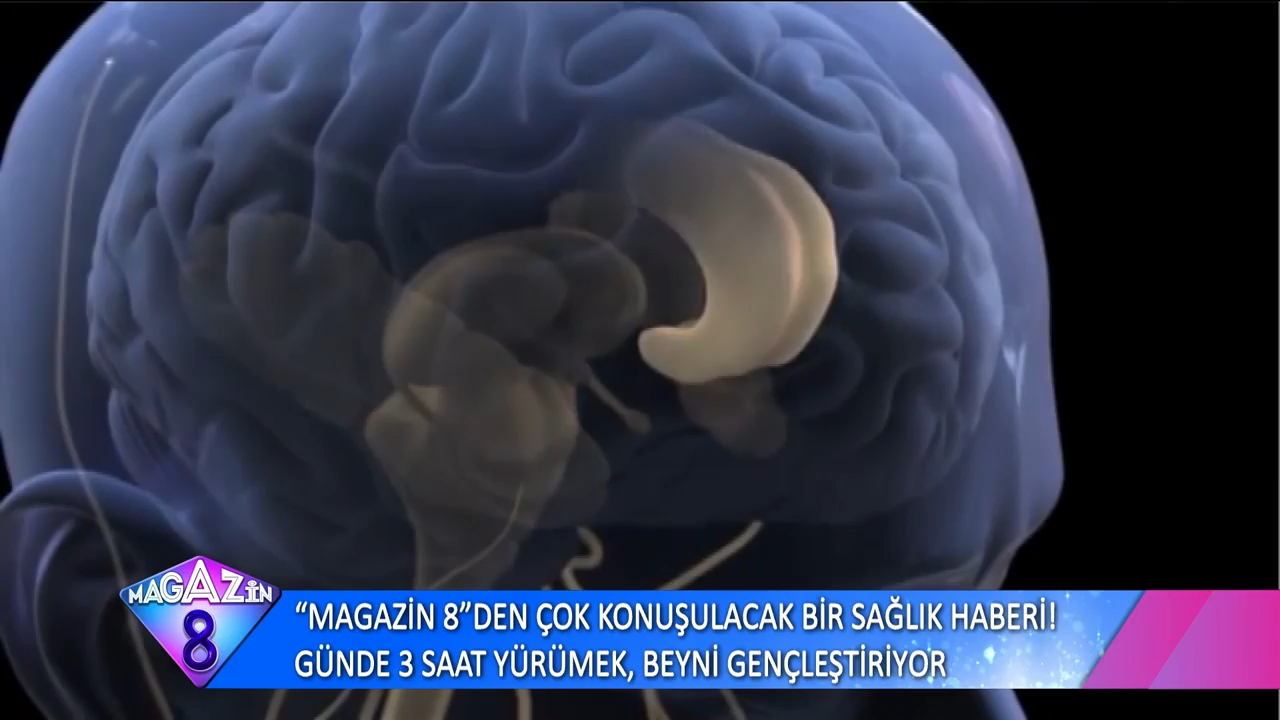 MAGAZİN
8
“MAGAZİN 8”DEN ÇOK KONUŞULACAK BİR SAĞLIK HABERİ!
GÜNDE 3 SAAT YÜRÜMEK, BEYNİ GENÇLEŞTİRİYOR